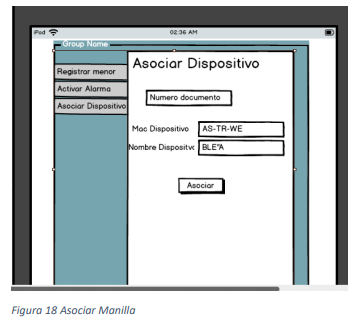 iPod
02:36 AM
Group Name
Registrar menor
Activar Alarma
Asociar Dispositivo
Asociar Dispositivo
Numero documento
Mac Dispositivo
AS-TR-WE
Nombre Dispositivo
BLE"A
Asociar
Figura 18 Asociar Manilla